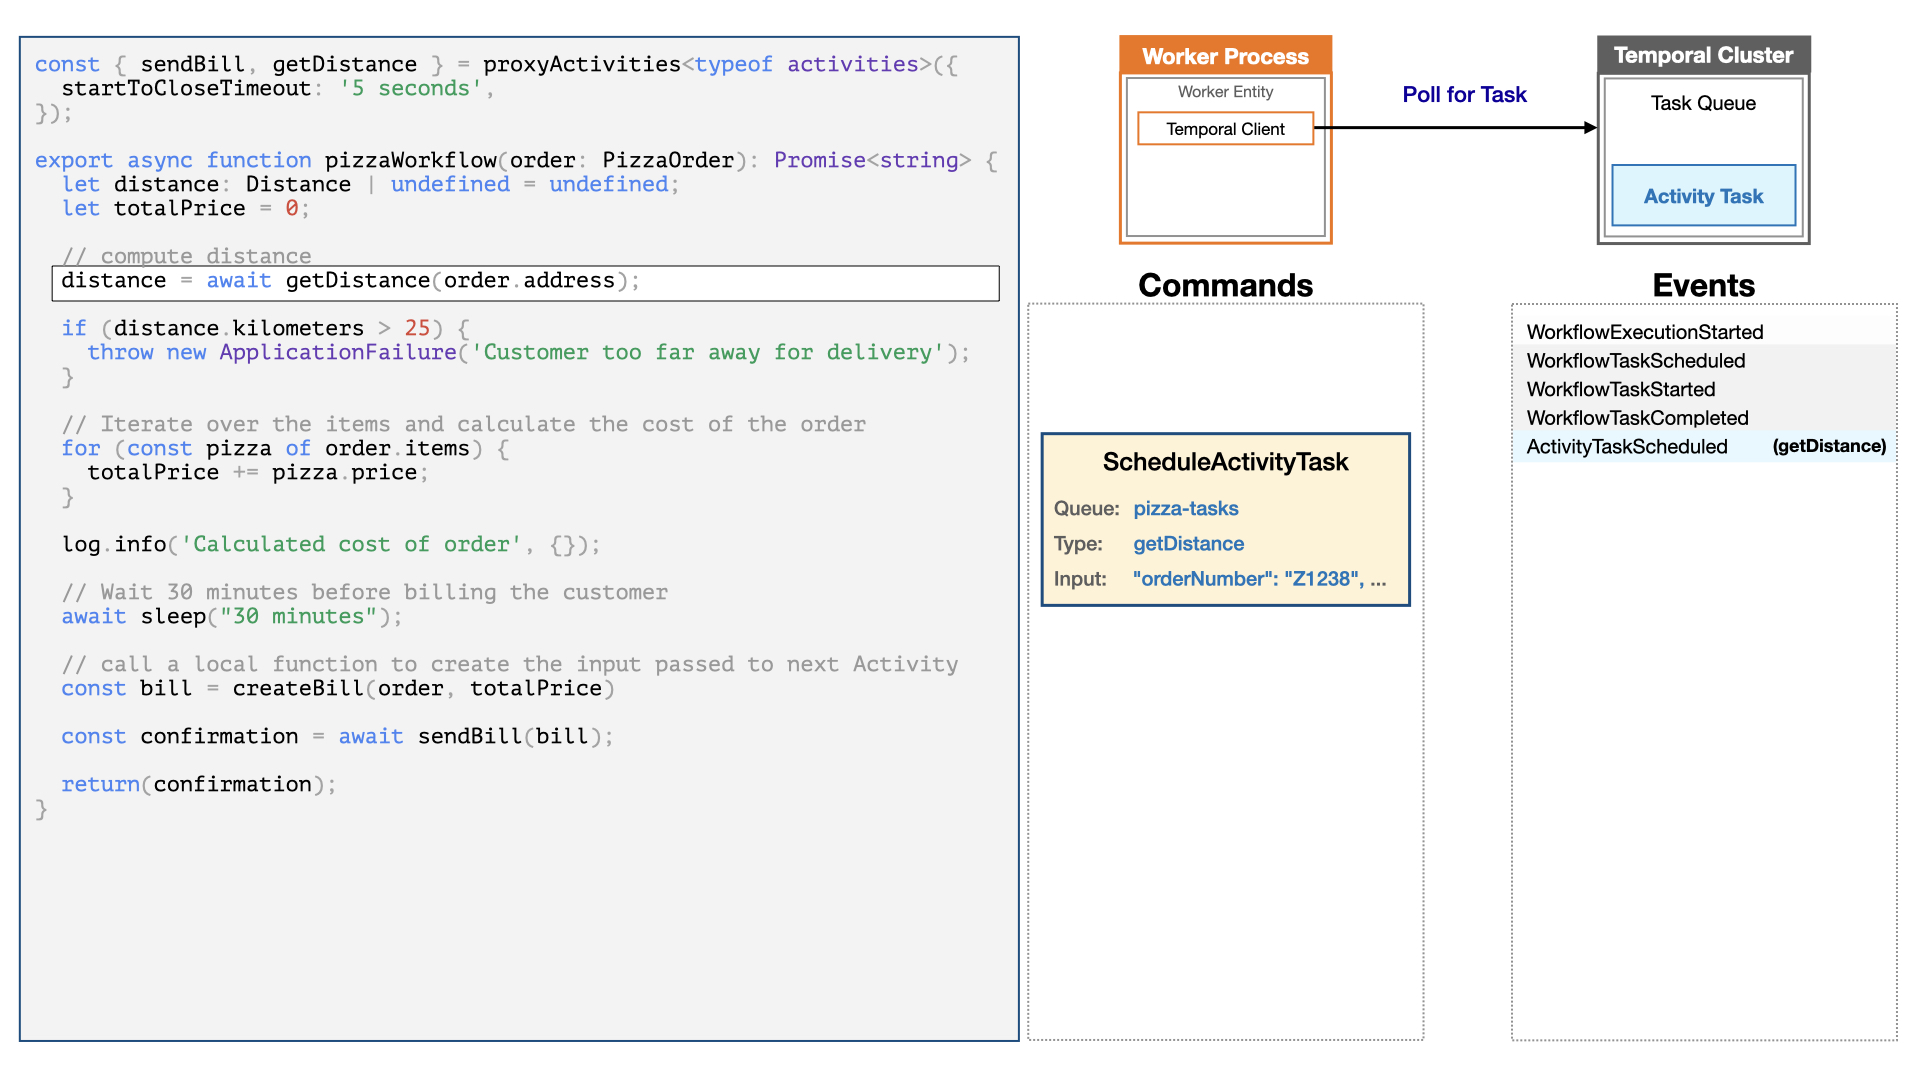 const { sendBill, getDistance } = proxyActivities<typeof activities>({
  startToCloseTimeout: '5 seconds',
});

export async function pizzaWorkflow(order: PizzaOrder): Promise<string> {
  let distance: Distance | undefined = undefined;
  let totalPrice = 0;

  // compute distance
  distance = await getDistance(order.address);

  if (distance.kilometers > 25) {
    throw new ApplicationFailure('Customer too far away for delivery');
  }

  // Iterate over the items and calculate the cost of the order
  for (const pizza of order.items) {
    totalPrice += pizza.price;
  }

  log.info('Calculated cost of order', {});

  // Wait 30 minutes before billing the customer
  await sleep("30 minutes");

  // call a local function to create the input passed to next Activity
  const bill = createBill(order, totalPrice)

  const confirmation = await sendBill(bill);

  return(confirmation);
}
Worker Process
Worker Entity
Temporal Client
Poll for Task
Temporal Cluster
Task Queue
Activity Task
Commands
ScheduleActivityTask
Queue: pizza-tasks
Type: getDistance
Input: "orderNumber": "Z1238", ...
Events
WorkflowExecutionStarted
WorkflowTaskScheduled
WorkflowTaskStarted
WorkflowTaskCompleted
ActivityTaskScheduled (getDistance)